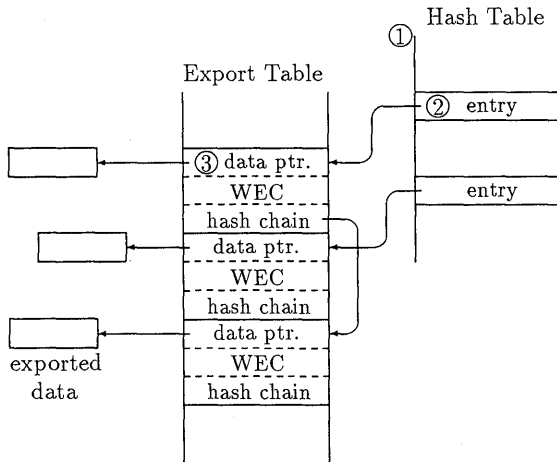 Hash Table
①
Export Table
② entry
③ data ptr.
WEC
entry
hash chain
data ptr.
WEC
hash chain
data ptr.
WEC
hash chain
exported
data